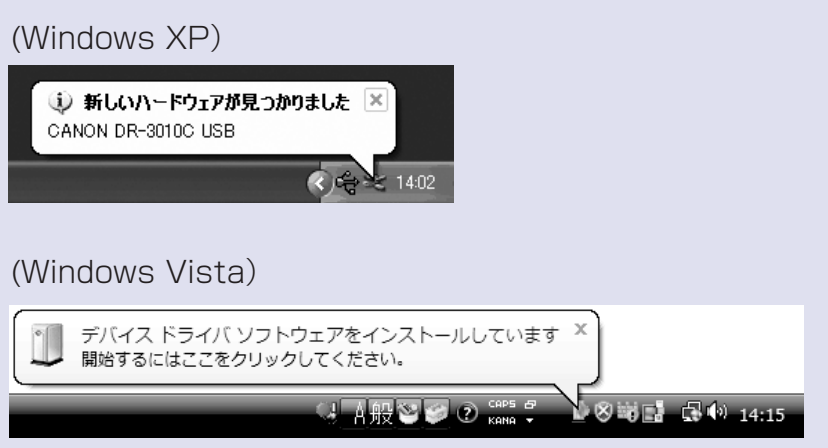 (Windows XP)
新しいハードウェアが見つかりました
CANON DR-3010C USB
14:02
(Windows Vista)
デバイス ドライバ ソフトウェアをインストールしています
開始するにはここをクリックしてください。
A 般 CAPS
KANA
14:15